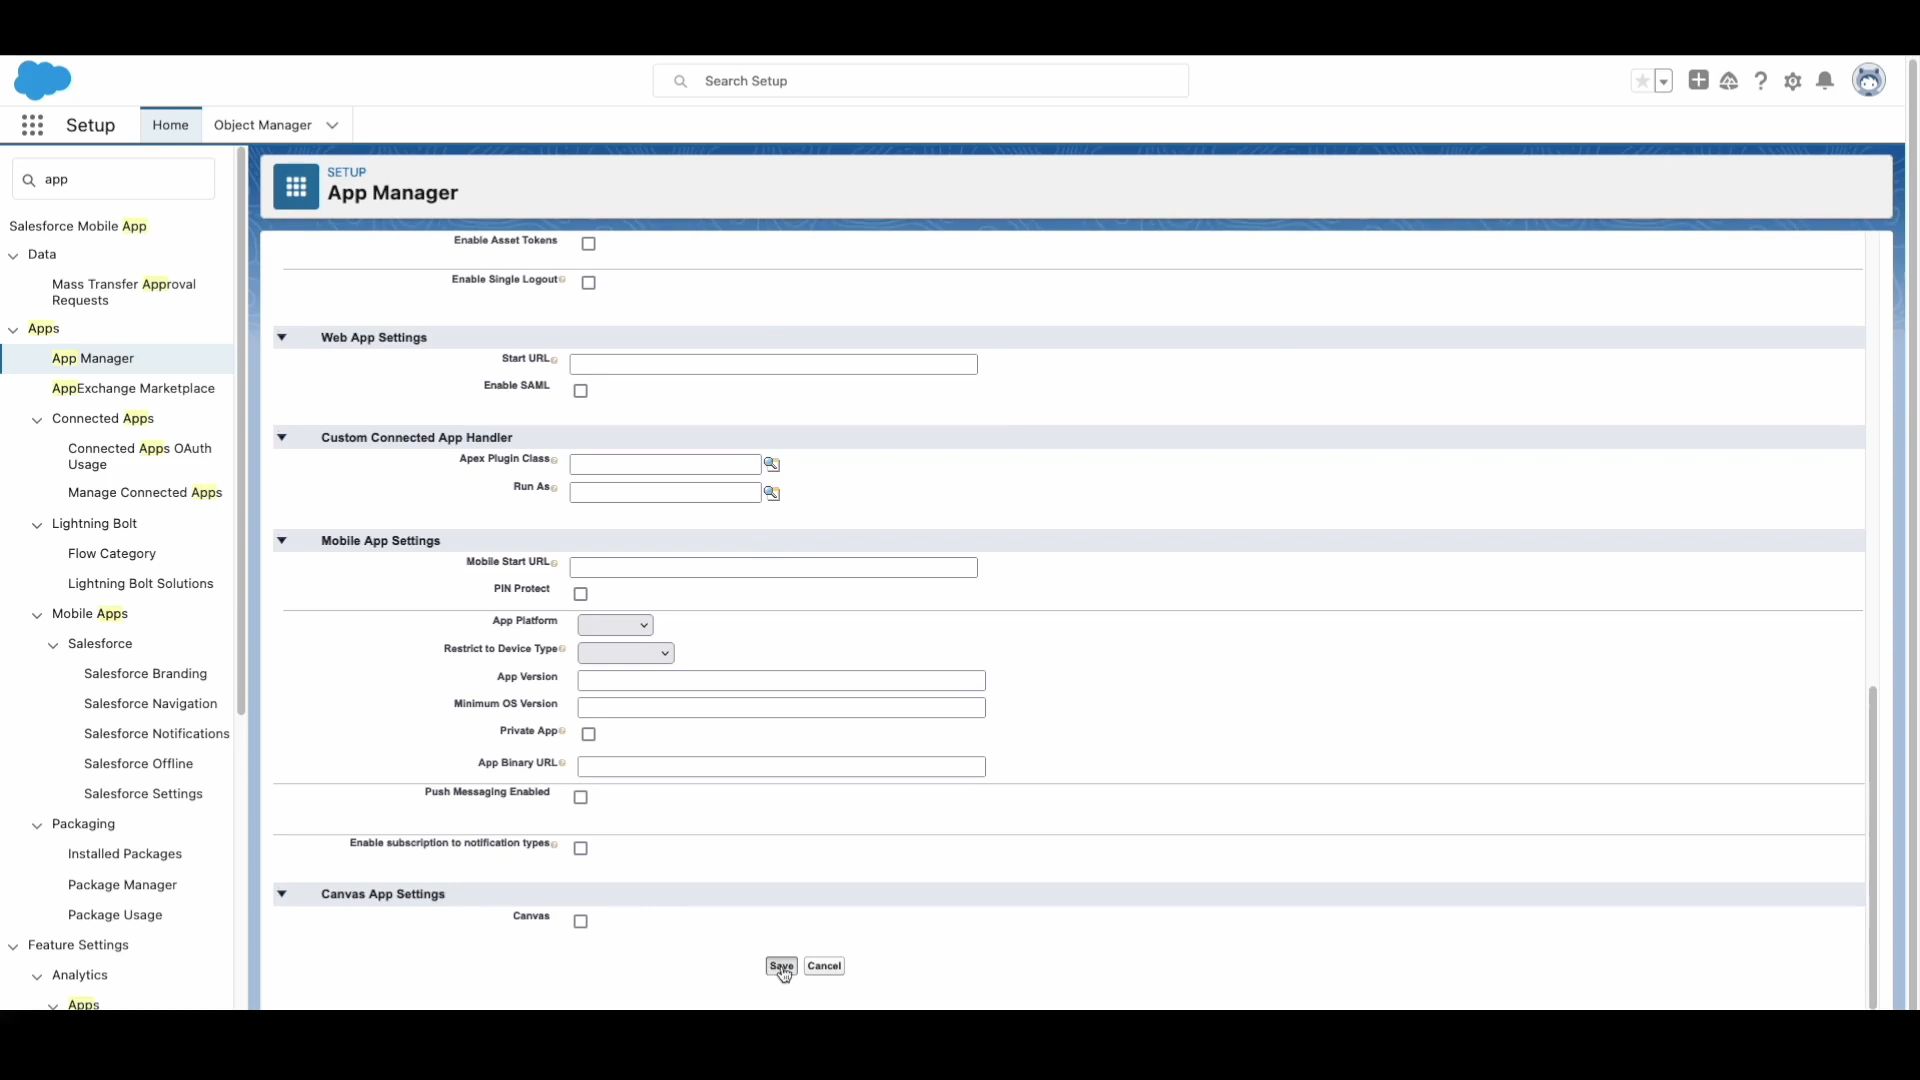 Search Setup
Setup
Home
Object Manager
app
Salesforce Mobile App
Data
Mass Transfer Approval
Requests
Apps
App Manager
AppExchange Marketplace
Connected Apps
Connected Apps OAuth
Usage
Manage Connected Apps
Lightning Bolt
Flow Category
Lightning Bolt Solutions
Mobile Apps
Salesforce
Salesforce Branding
Salesforce Navigation
Salesforce Notifications
Salesforce Offline
Salesforce Settings
Packaging
Installed Packages
Package Manager
Package Usage
Feature Settings
Analytics
Apps
SETUP
App Manager
Enable Asset Tokens
Enable Single Logout
Web App Settings
Start URL
Enable SAML
Custom Connected App Handler
Apex Plugin Class
Run As
Mobile App Settings
Mobile Start URL
PIN Protect
App Platform
Restrict to Device Type
App Version
Minimum OS Version
Private App
App Binary URL
Push Messaging Enabled
Enable subscription to notification types
Canvas App Settings
Canvas
Save Cancel